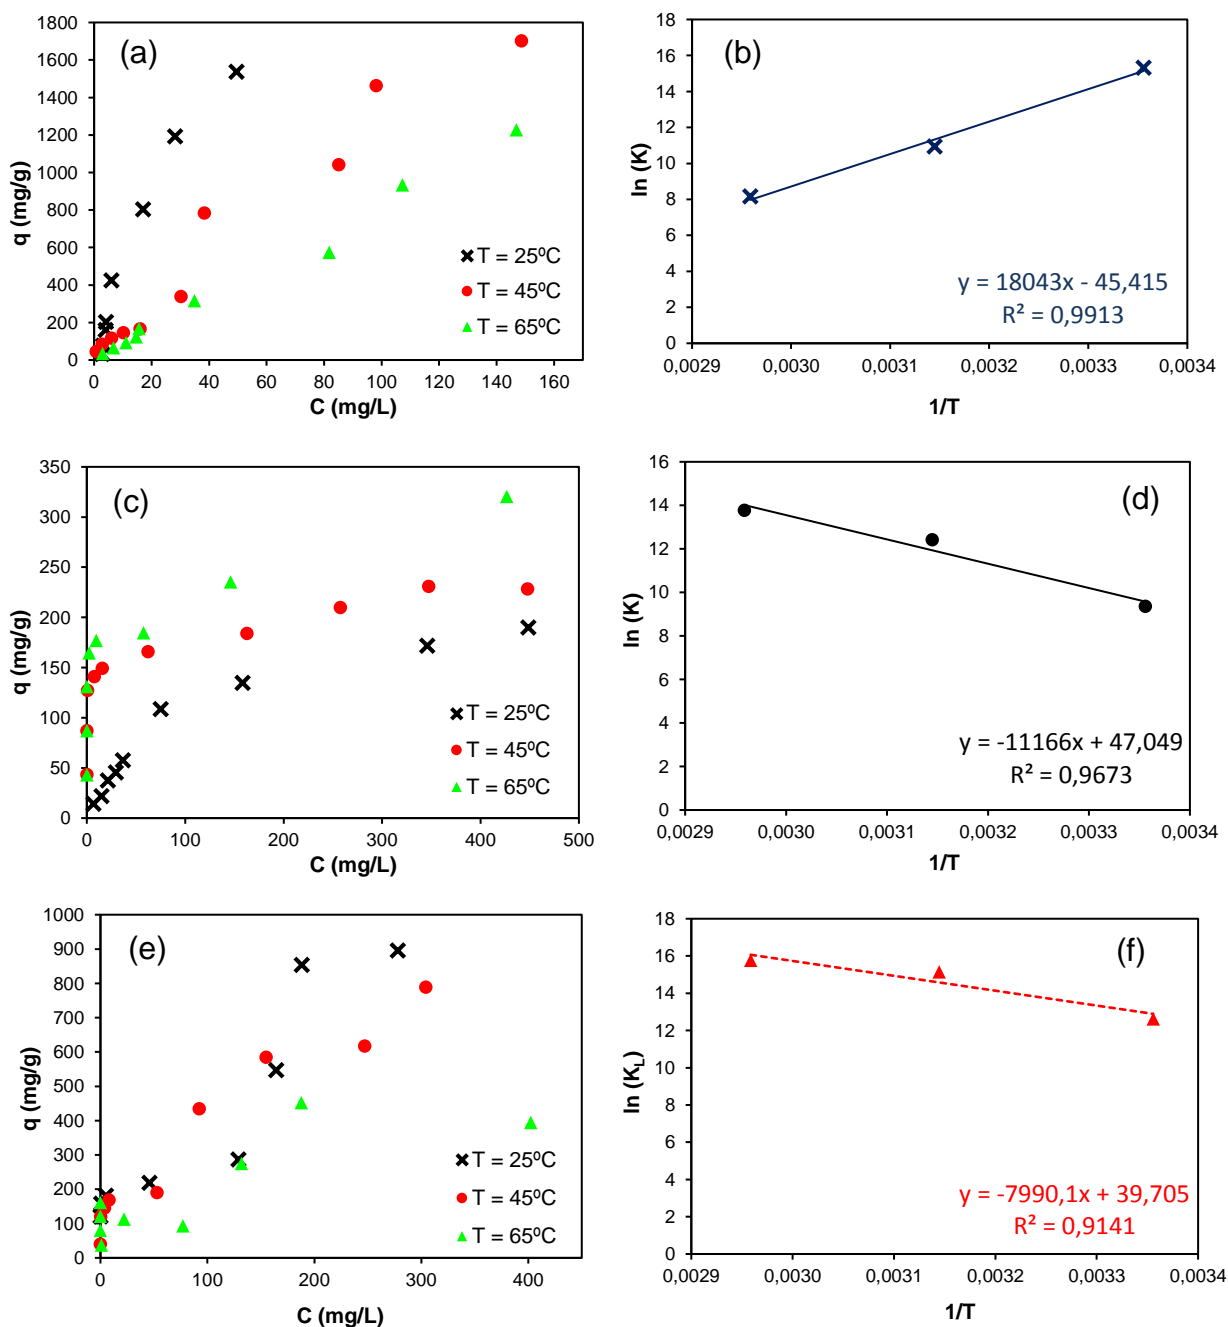 (a)
q (mg/g)
1800
1600
1400
1200
1000
800
600
400
200
0
T = 25ºC
T = 45ºC
T = 65ºC
0 20 40 60 80 100 120 140 160
C (mg/L)
(b)
ln (K)
18
16
14
12
10
8
6
4
2
0
y = 18043x - 45,415
R² = 0,9913
0,0029 0,0030 0,0031 0,0032 0,0033 0,0034
1/T
(c)
q (mg/g)
350
300
250
200
150
100
50
0
T = 25ºC
T = 45ºC
T = 65ºC
0 100 200 300 400 500
C (mg/L)
(d)
ln (K)
16
14
12
10
8
6
4
2
0
y = -11166x + 47,049
R² = 0,9673
0,0029 0,0030 0,0031 0,0032 0,0033 0,0034
1/T
(e)
q (mg/g)
1000
900
800
700
600
500
400
300
200
100
0
T = 25ºC
T = 45ºC
T = 65ºC
0 100 200 300 400
C (mg/L)
(f)
ln (K_L)
18
16
14
12
10
8
6
4
2
0
y = -7990,1x + 39,705
R² = 0,9141
0,0029 0,0030 0,0031 0,0032 0,0033 0,0034
1/T